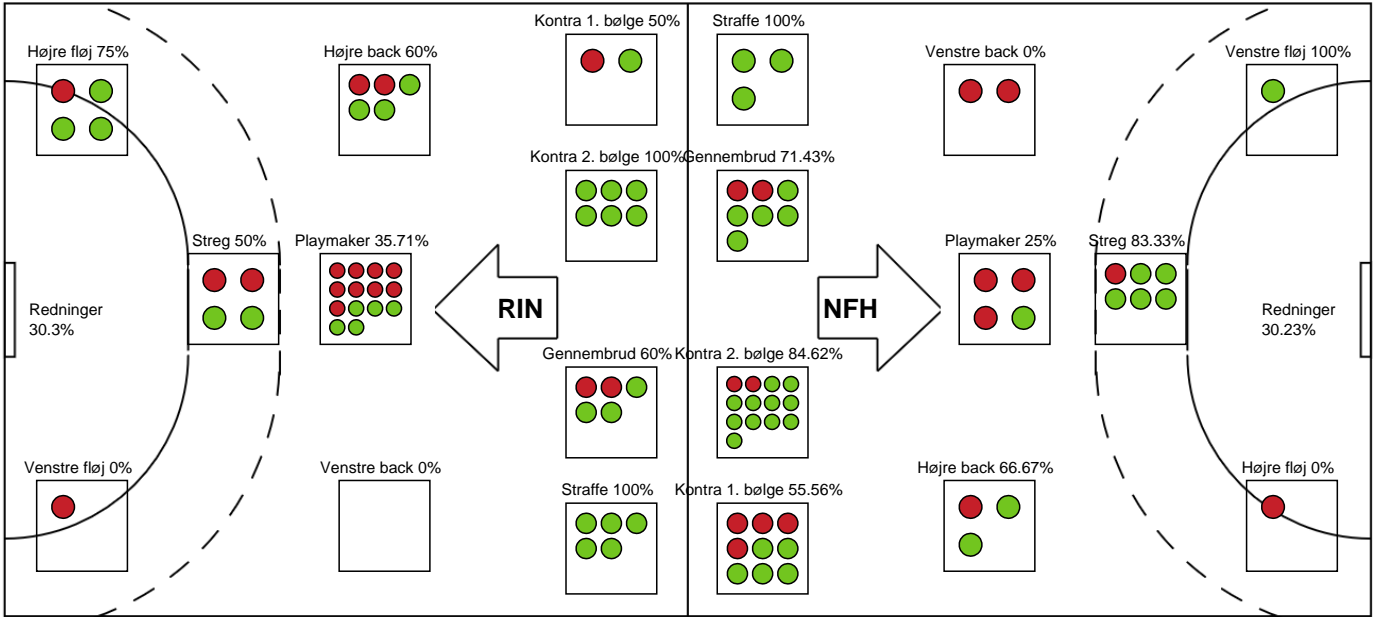 Kontra 1. bølge 50%
Straffe 100%
Højre fløj 75%
Højre back 60%
Venstre back 0%
Venstre fløj 100%
Kontra 2. bølge 100%
Gennembrud 71.43%
Streg 50%
Playmaker 35.71%
Playmaker 25%
Streg 83.33%
Redninger
30.3%
RIN
NFH
Redninger
30.23%
Gennembrud 60%
Kontra 2. bølge 84.62%
Venstre fløj 0%
Venstre back 0%
Højre back 66.67%
Højre fløj 0%
Straffe 100%
Kontra 1. bølge 55.56%